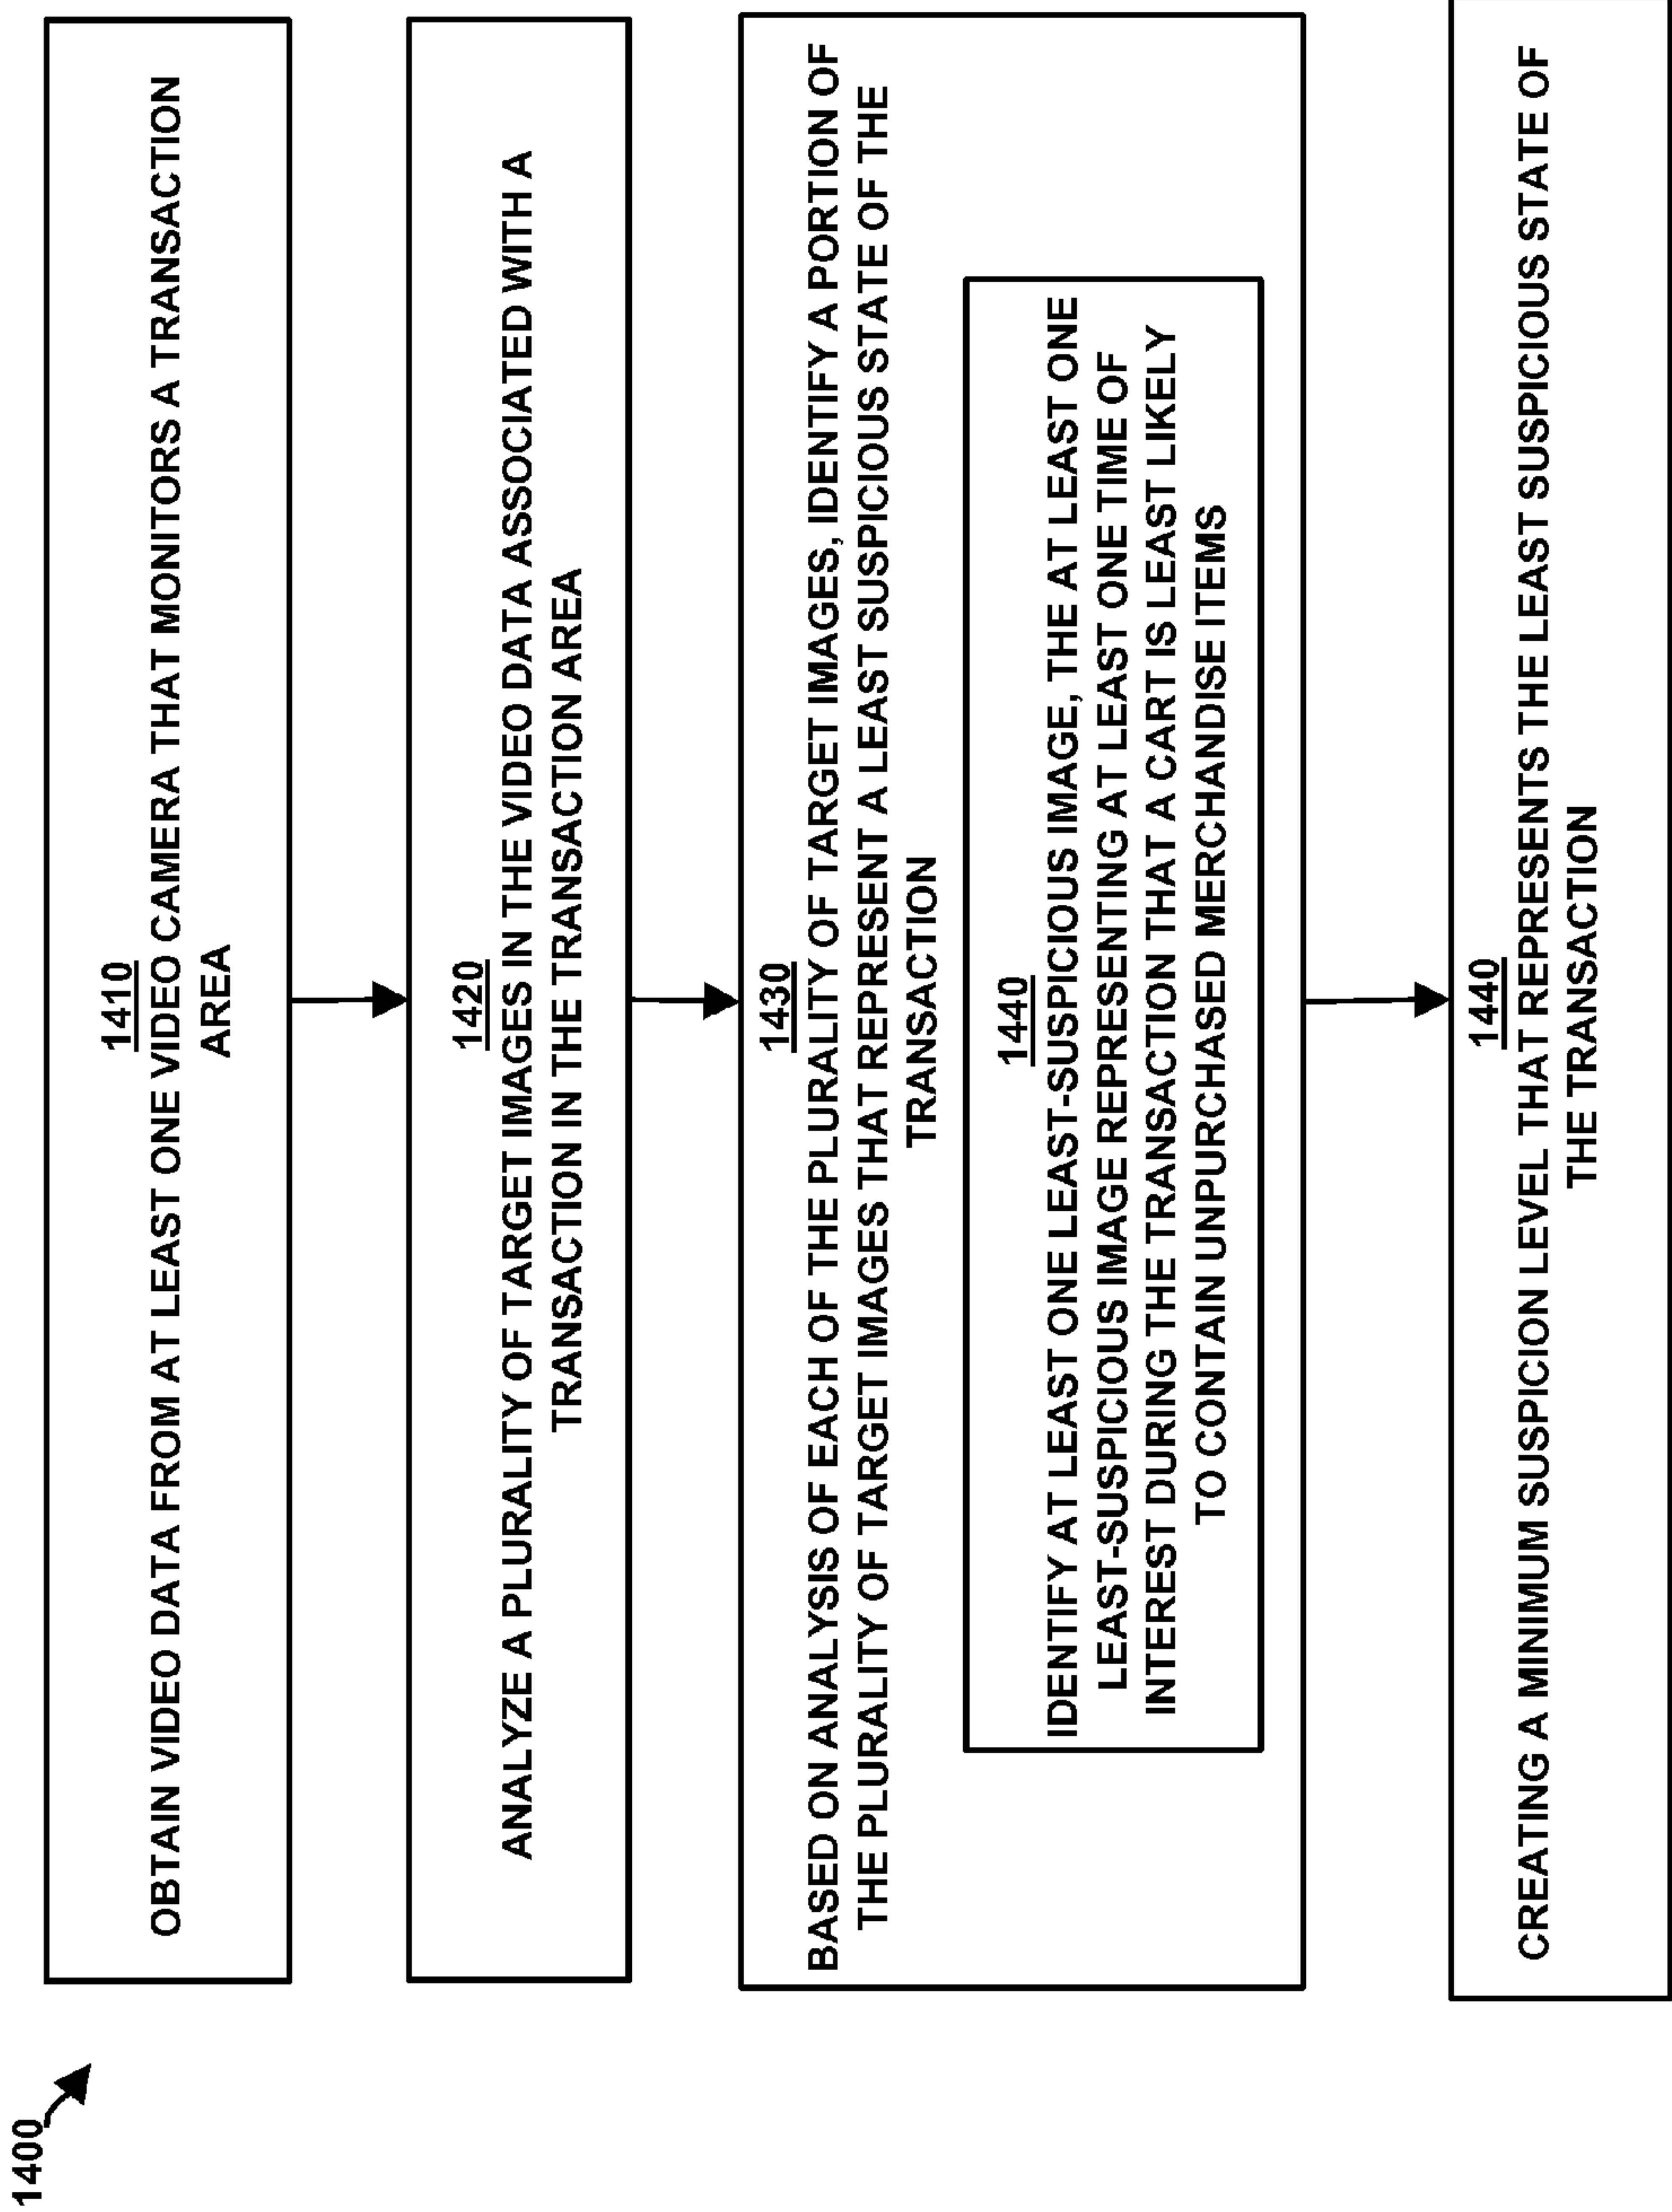 1400
1410
OBTAIN VIDEO DATA FROM AT LEAST ONE VIDEO CAMERA THAT MONITORS A TRANSACTION
AREA
1420
ANALYZE A PLURALITY OF TARGET IMAGES IN THE VIDEO DATA ASSOCIATED WITH A
TRANSACTION IN THE TRANSACTION AREA
1430
BASED ON ANALYSIS OF EACH OF THE PLURALITY OF TARGET IMAGES, IDENTIFY A PORTION OF
THE PLURALITY OF TARGET IMAGES THAT REPRESENT A LEAST SUSPICIOUS STATE OF THE
TRANSACTION
1440
IDENTIFY AT LEAST ONE LEAST-SUSPICIOUS IMAGE, THE AT LEAST ONE
LEAST-SUSPICIOUS IMAGE REPRESENTING AT LEAST ONE TIME OF
INTEREST DURING THE TRANSACTION THAT A CART IS LEAST LIKELY
TO CONTAIN UNPURCHASED MERCHANDISE ITEMS
1440
CREATING A MINIMUM SUSPICION LEVEL THAT REPRESENTS THE LEAST SUSPICIOUS STATE OF
THE TRANSACTION